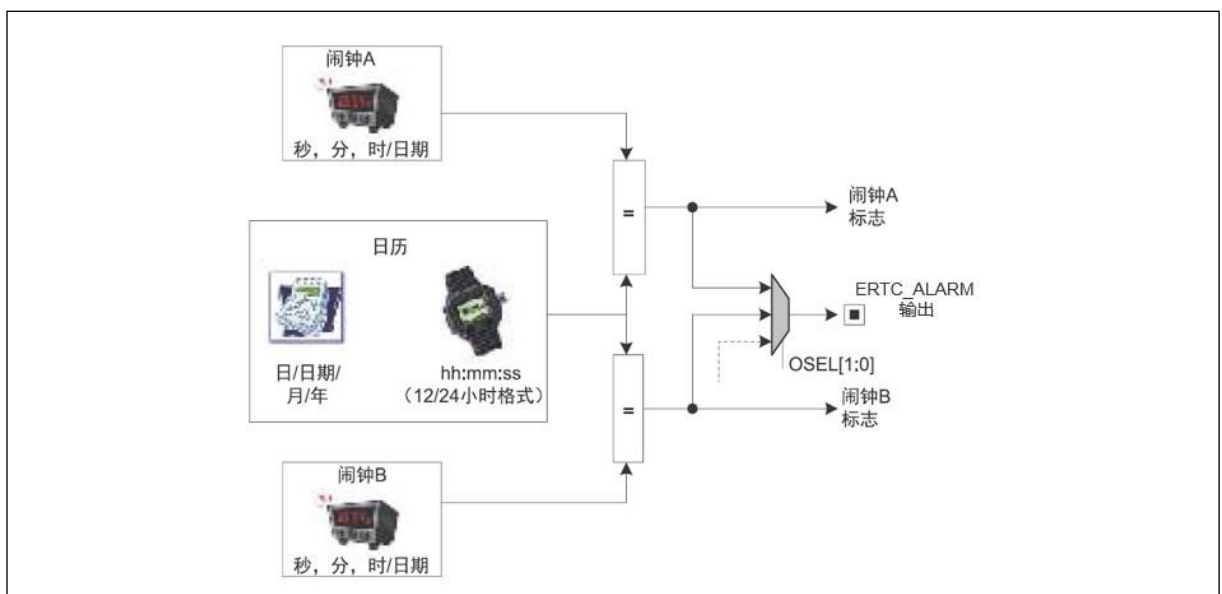 闹钟A
秒，分，时/日期
=
闹钟A
标志
日历
日/日期/
月/年
hh:mm:ss
（12/24小时格式）
ERTC_ALARM
输出
OSEL[1:0]
=
闹钟B
标志
闹钟B
秒，分，时/日期